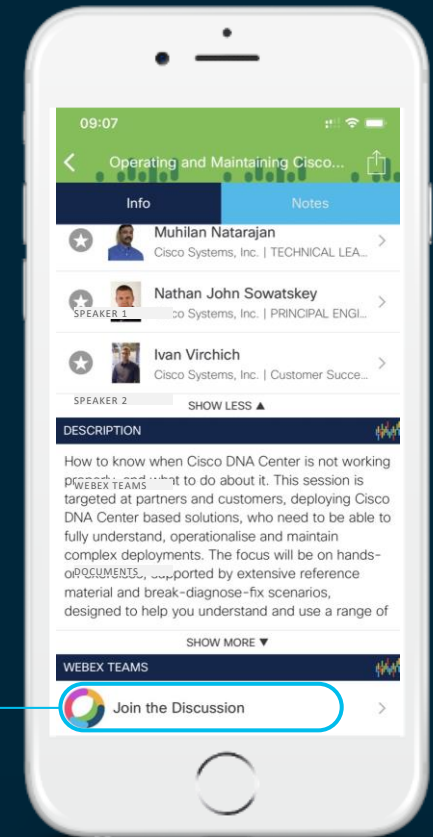 09:07
Operating and Maintaining Cisco...
Info
Notes
Muhilan Natarajan
Cisco Systems, Inc. | TECHNICAL LEA...
Nathan John Sowatskey
SPEAKER 1
co Systems, Inc. | PRINCIPAL ENGI...
Ivan Virchich
Cisco Systems, Inc. | Customer Succe...
SPEAKER 2
SHOW LESS ▲
DESCRIPTION
How to know when Cisco DNA Center is not working
what to do about it. This session is
WEBEX TEAMS
targeted at partners and customers, deploying Cisco
DNA Center based solutions, who need to be able to
fully understand, operationalise and maintain
complex deployments. The focus will be on hands-
supported by extensive reference
DOCUMENTS
material and break-diagnose-fix scenarios,
designed to help you understand and use a range of
SHOW MORE ▼
WEBEX TEAMS
Join the Discussion